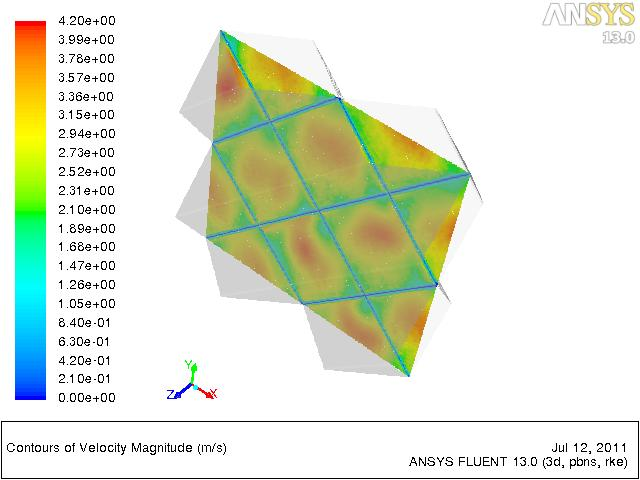 ANSYS
13.0
4.20e+00
3.99e+00
3.78e+00
3.57e+00
3.36e+00
3.15e+00
2.94e+00
2.73e+00
2.52e+00
2.31e+00
2.10e+00
1.89e+00
1.68e+00
1.47e+00
1.26e+00
1.05e+00
8.40e-01
6.30e-01
4.20e-01
2.10e-01
0.00e+00
Y
Z
X
Contours of Velocity Magnitude (m/s)
Jul 12, 2011
ANSYS FLUENT 13.0 (3d, pbns, rke)